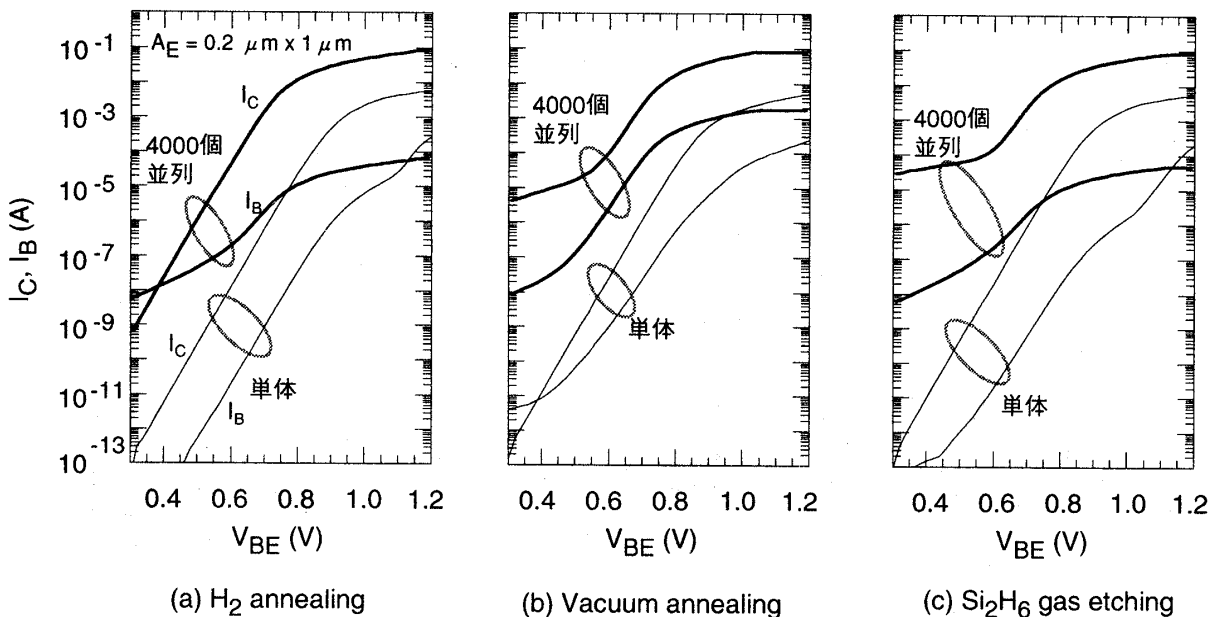 A_E = 0.2 μm x 1 μm
I_C, I_B (A)
10^-1
10^-3
10^-5
10^-7
10^-9
10^-11
10^-13
I_C
4000個
並列
I_B
I_C
単体
I_B
0.4 0.6 0.8 1.0 1.2
V_BE (V)
(a) H_2 annealing
4000個
並列
単体
0.4 0.6 0.8 1.0 1.2
V_BE (V)
(b) Vacuum annealing
4000個
並列
単体
0.4 0.6 0.8 1.0 1.2
V_BE (V)
(c) Si_2H_6 gas etching